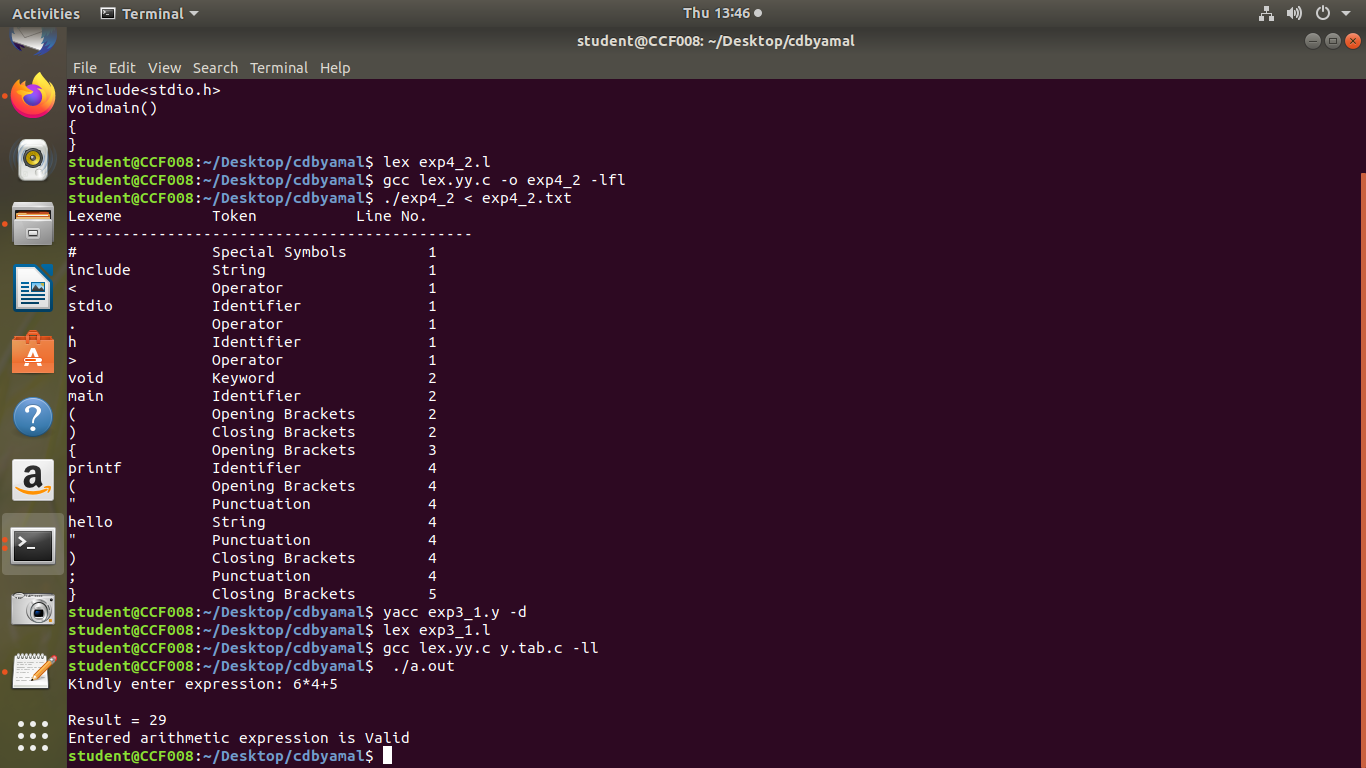 Activities Terminal Thu 13:46
student@CCF008: ~/Desktop/cdbyamal
File Edit View Search Terminal Help
#include<stdio.h>
voidmain()
{
}
student@CCF008:~/Desktop/cdbyamal$ lex exp4_2.l
student@CCF008:~/Desktop/cdbyamal$ gcc lex.yy.c -o exp4_2 -lfl
student@CCF008:~/Desktop/cdbyamal$ ./exp4_2 < exp4_2.txt
Lexeme Token Line No.
---------------------------------------------
# Special Symbols 1
include String 1
< Operator 1
stdio Identifier 1
. Operator 1
h Identifier 1
> Operator 1
void Keyword 2
main Identifier 2
( Opening Brackets 2
) Closing Brackets 2
{ Opening Brackets 3
printf Identifier 4
( Opening Brackets 4
" Punctuation 4
hello String 4
" Punctuation 4
) Closing Brackets 4
; Punctuation 4
} Closing Brackets 5
student@CCF008:~/Desktop/cdbyamal$ yacc exp3_1.y -d
student@CCF008:~/Desktop/cdbyamal$ lex exp3_1.l
student@CCF008:~/Desktop/cdbyamal$ gcc lex.yy.c y.tab.c -ll
student@CCF008:~/Desktop/cdbyamal$  ./a.out
Kindly enter expression: 6*4+5
Result = 29
Entered arithmetic expression is Valid
student@CCF008:~/Desktop/cdbyamal$